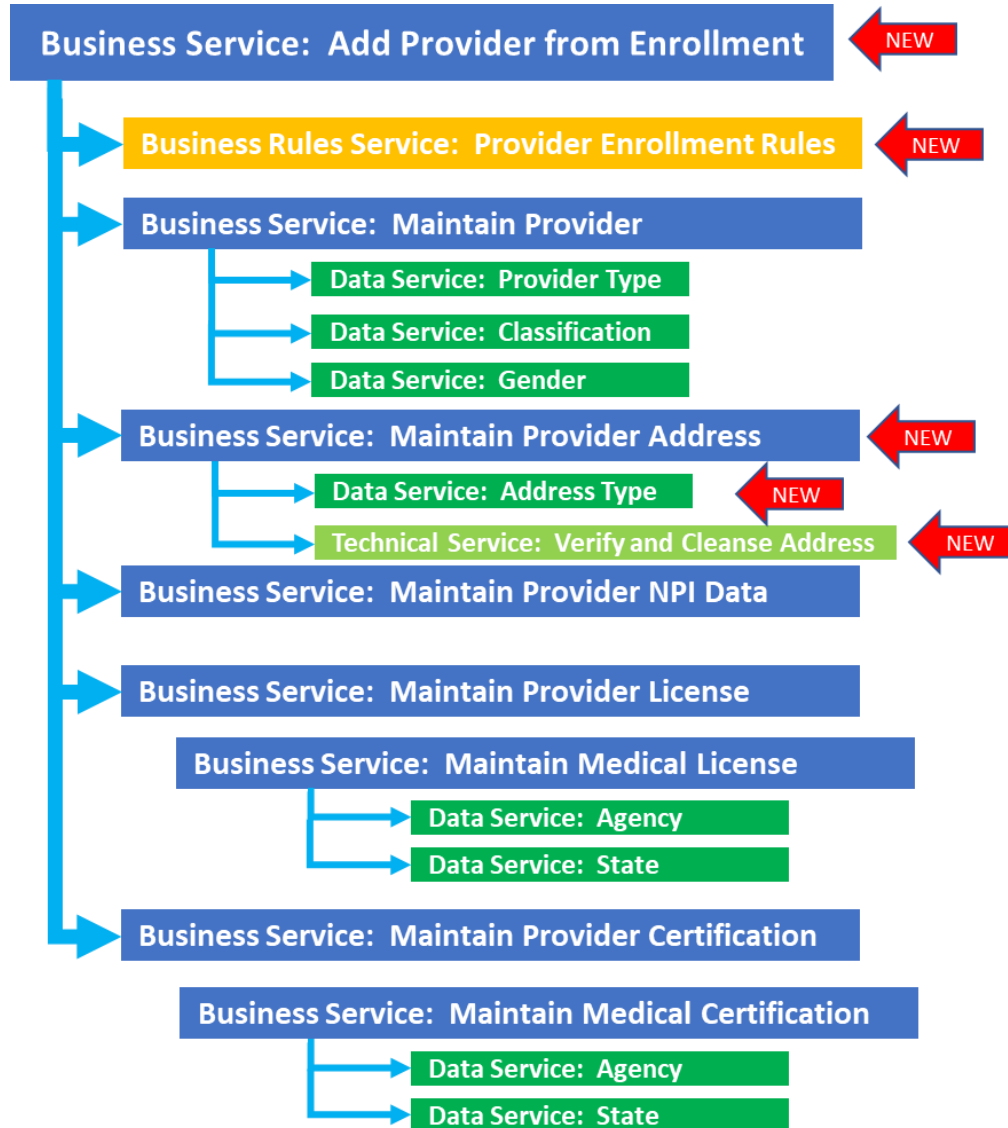 Business Service: Add Provider from Enrollment
NEW
Business Rules Service: Provider Enrollment Rules
NEW
Business Service: Maintain Provider
Data Service: Provider Type
Data Service: Classification
Data Service: Gender
Business Service: Maintain Provider Address
NEW
Data Service: Address Type
NEW
Technical Service: Verify and Cleanse Address
NEW
Business Service: Maintain Provider NPI Data
Business Service: Maintain Provider License
Business Service: Maintain Medical License
Data Service: Agency
Data Service: State
Business Service: Maintain Provider Certification
Business Service: Maintain Medical Certification
Data Service: Agency
Data Service: State